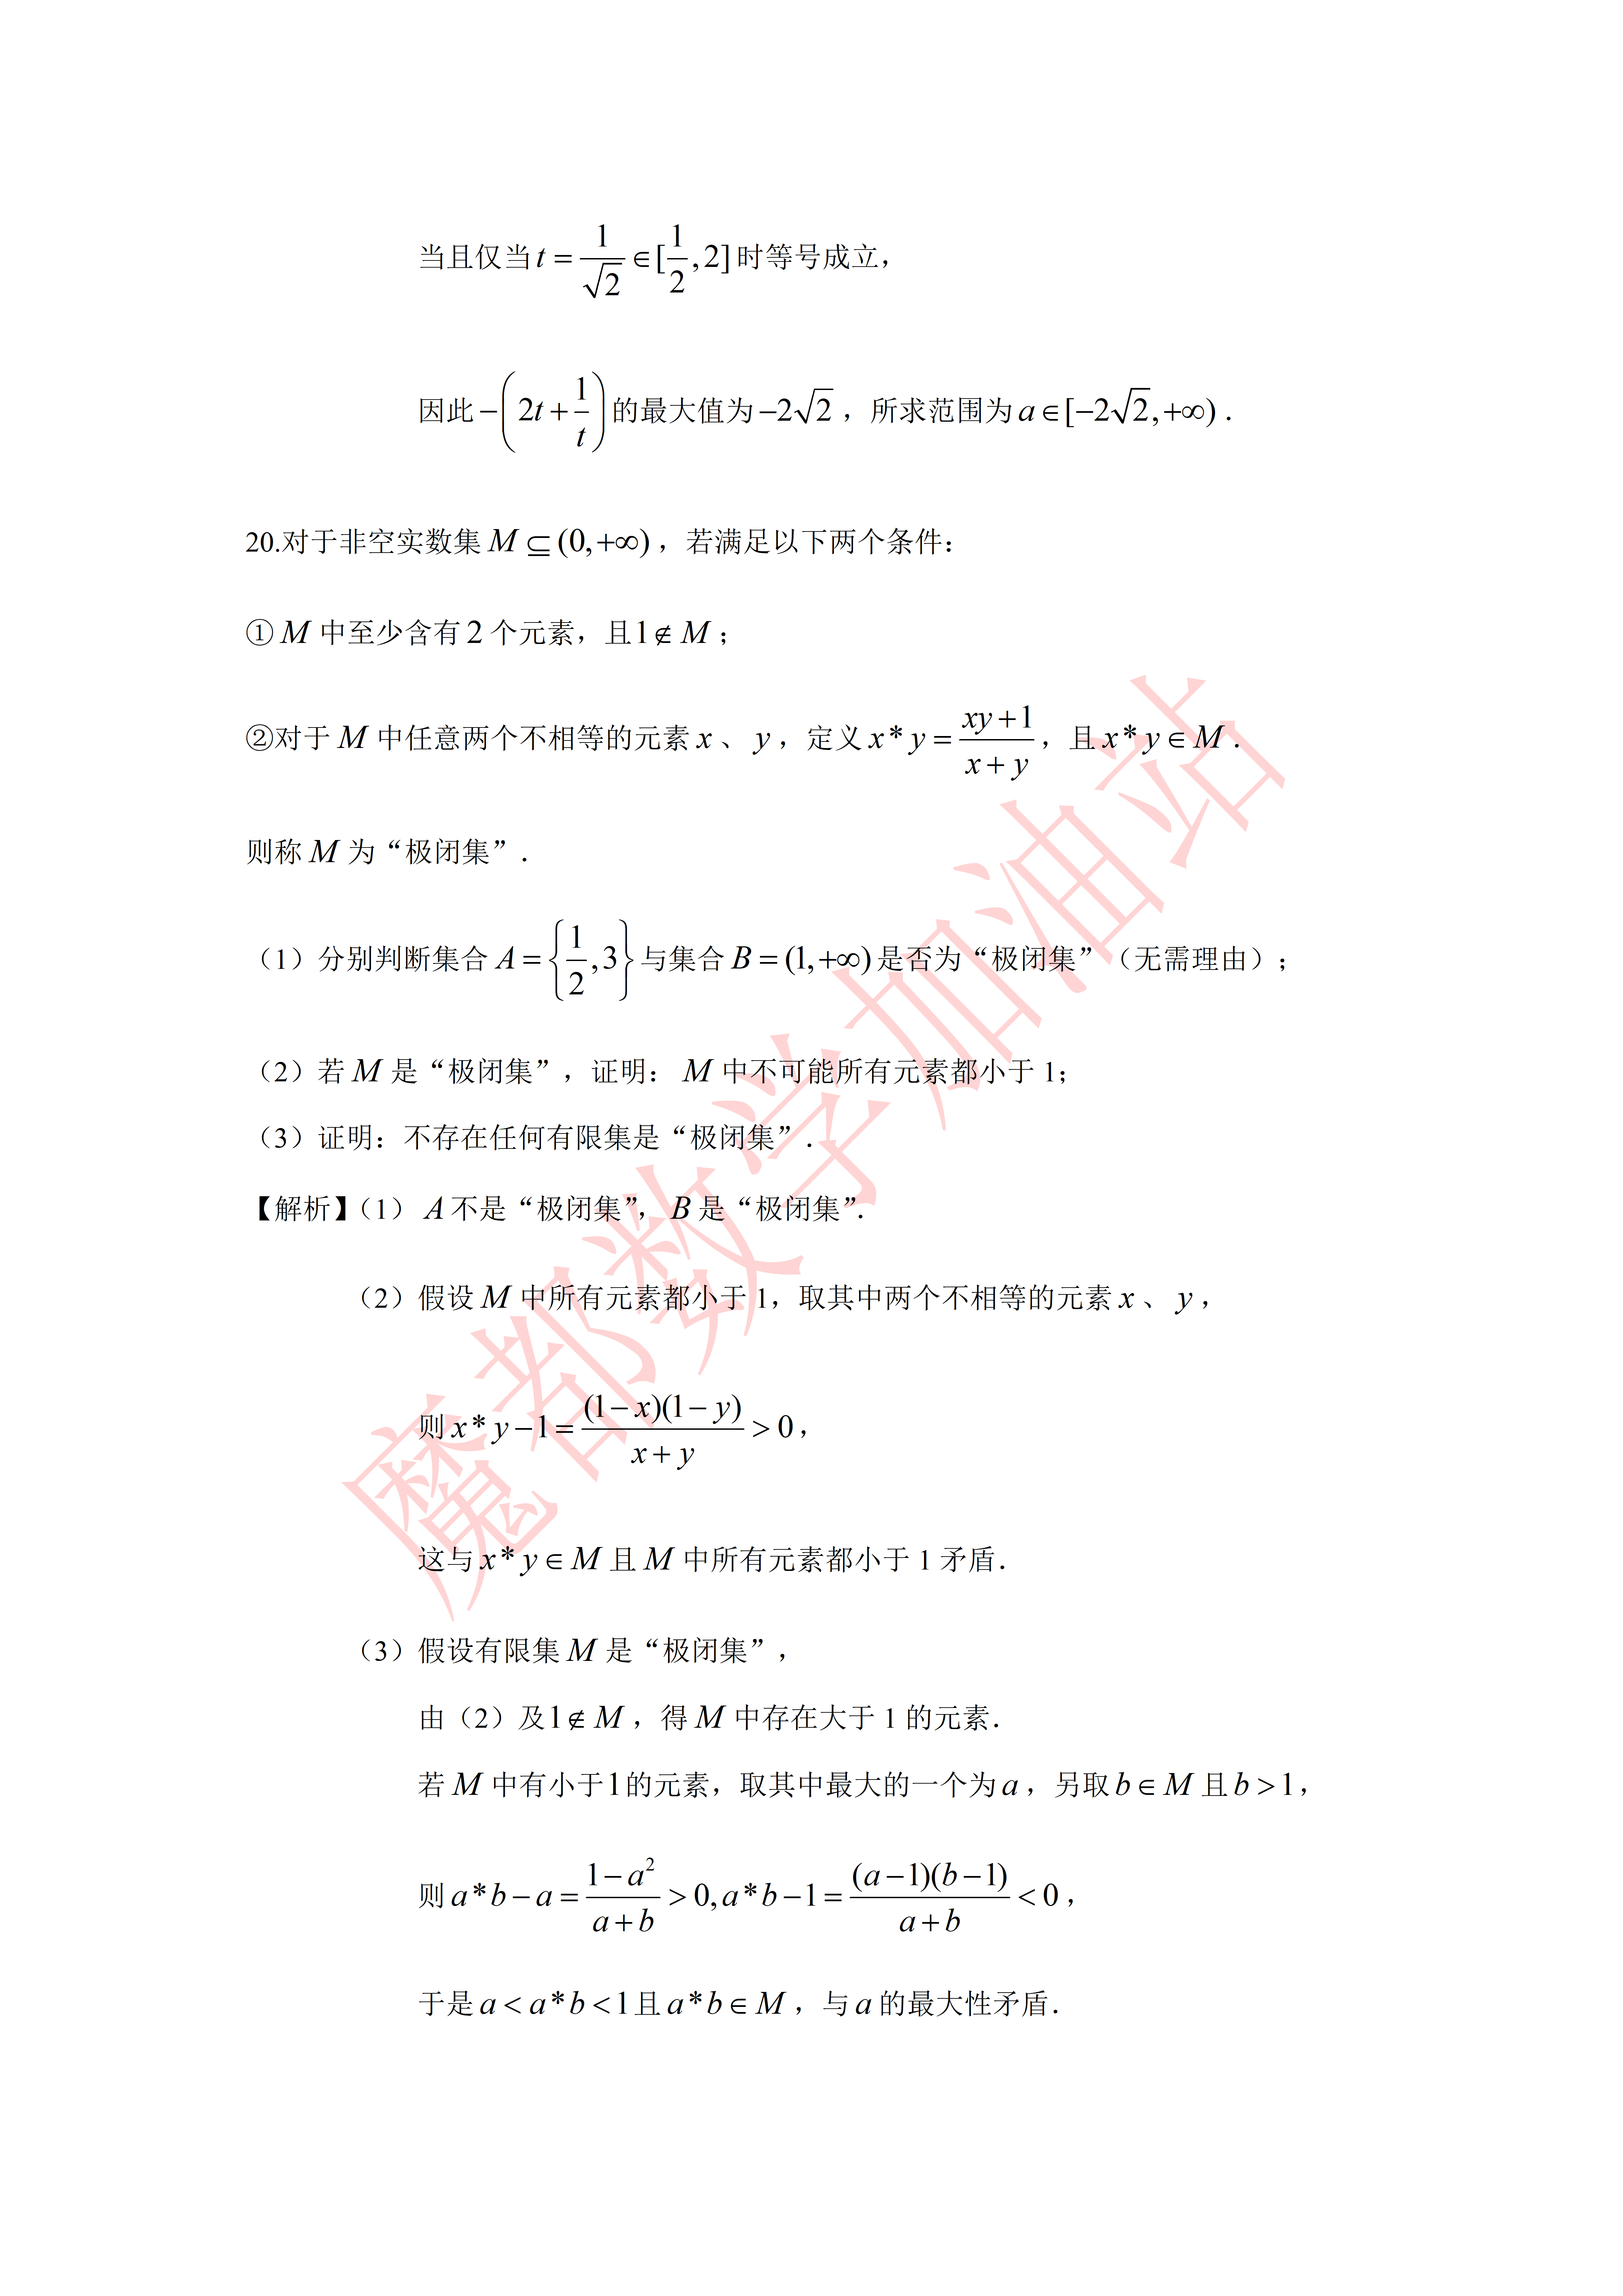 当且仅当 t = 1/√2 ∈ [1/2, 2] 时等号成立，
因此 −(2t + 1/t) 的最大值为 −2√2 ，所求范围为 a ∈ [−2√2, +∞) .
20.对于非空实数集 M ⊆ (0, +∞) ，若满足以下两个条件：
① M 中至少含有 2 个元素，且 1 ∉ M ；
②对于 M 中任意两个不相等的元素 x 、 y ，定义 x * y = (xy + 1)/(x + y) ，且 x * y ∈ M .
则称 M 为“极闭集” .
（1）分别判断集合 A = {1/2, 3} 与集合 B = (1, +∞) 是否为“极闭集”（无需理由）；
（2）若 M 是“极闭集”，证明： M 中不可能所有元素都小于 1；
（3）证明：不存在任何有限集是“极闭集” .
【解析】（1） A 不是“极闭集”， B 是“极闭集”.
（2）假设 M 中所有元素都小于 1，取其中两个不相等的元素 x 、 y ，
则 x * y − 1 = (1 − x)(1 − y)/(x + y) > 0 ，
这与 x * y ∈ M 且 M 中所有元素都小于 1 矛盾 .
（3）假设有限集 M 是“极闭集”，
由（2）及 1 ∉ M ，得 M 中存在大于 1 的元素 .
若 M 中有小于 1 的元素，取其中最大的一个为 a ，另取 b ∈ M 且 b > 1 ，
则 a * b − a = (1 − a²)/(a + b) > 0, a * b − 1 = (a − 1)(b − 1)/(a + b) < 0 ，
于是 a < a * b < 1 且 a * b ∈ M ，与 a 的最大性矛盾 .
魔都数学加油站